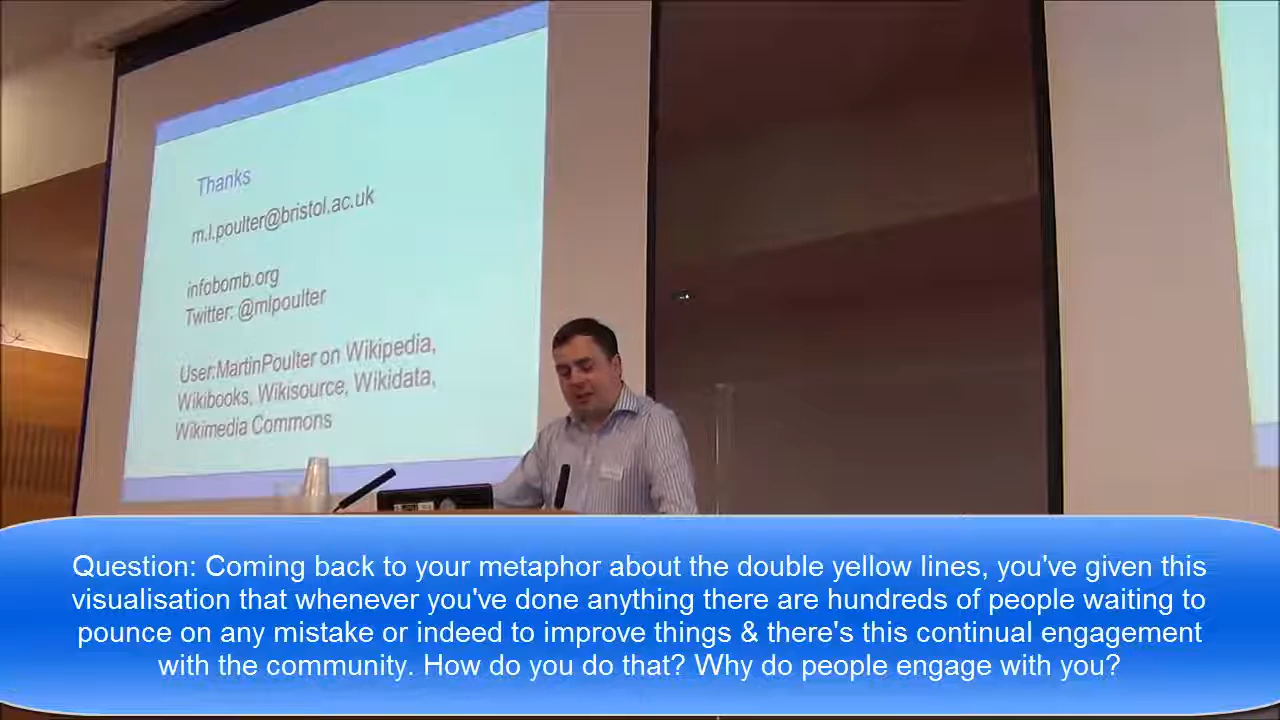 Thanks
m.l.poulter@bristol.ac.uk
infobomb.org
Twitter: @mlpoulter
User:MartinPoulter on Wikipedia,
Wikibooks, Wikisource, Wikidata,
Wikimedia Commons
Question: Coming back to your metaphor about the double yellow lines, you've given this
visualisation that whenever you've done anything there are hundreds of people waiting to
pounce on any mistake or indeed to improve things & there's this continual engagement
with the community. How do you do that? Why do people engage with you?